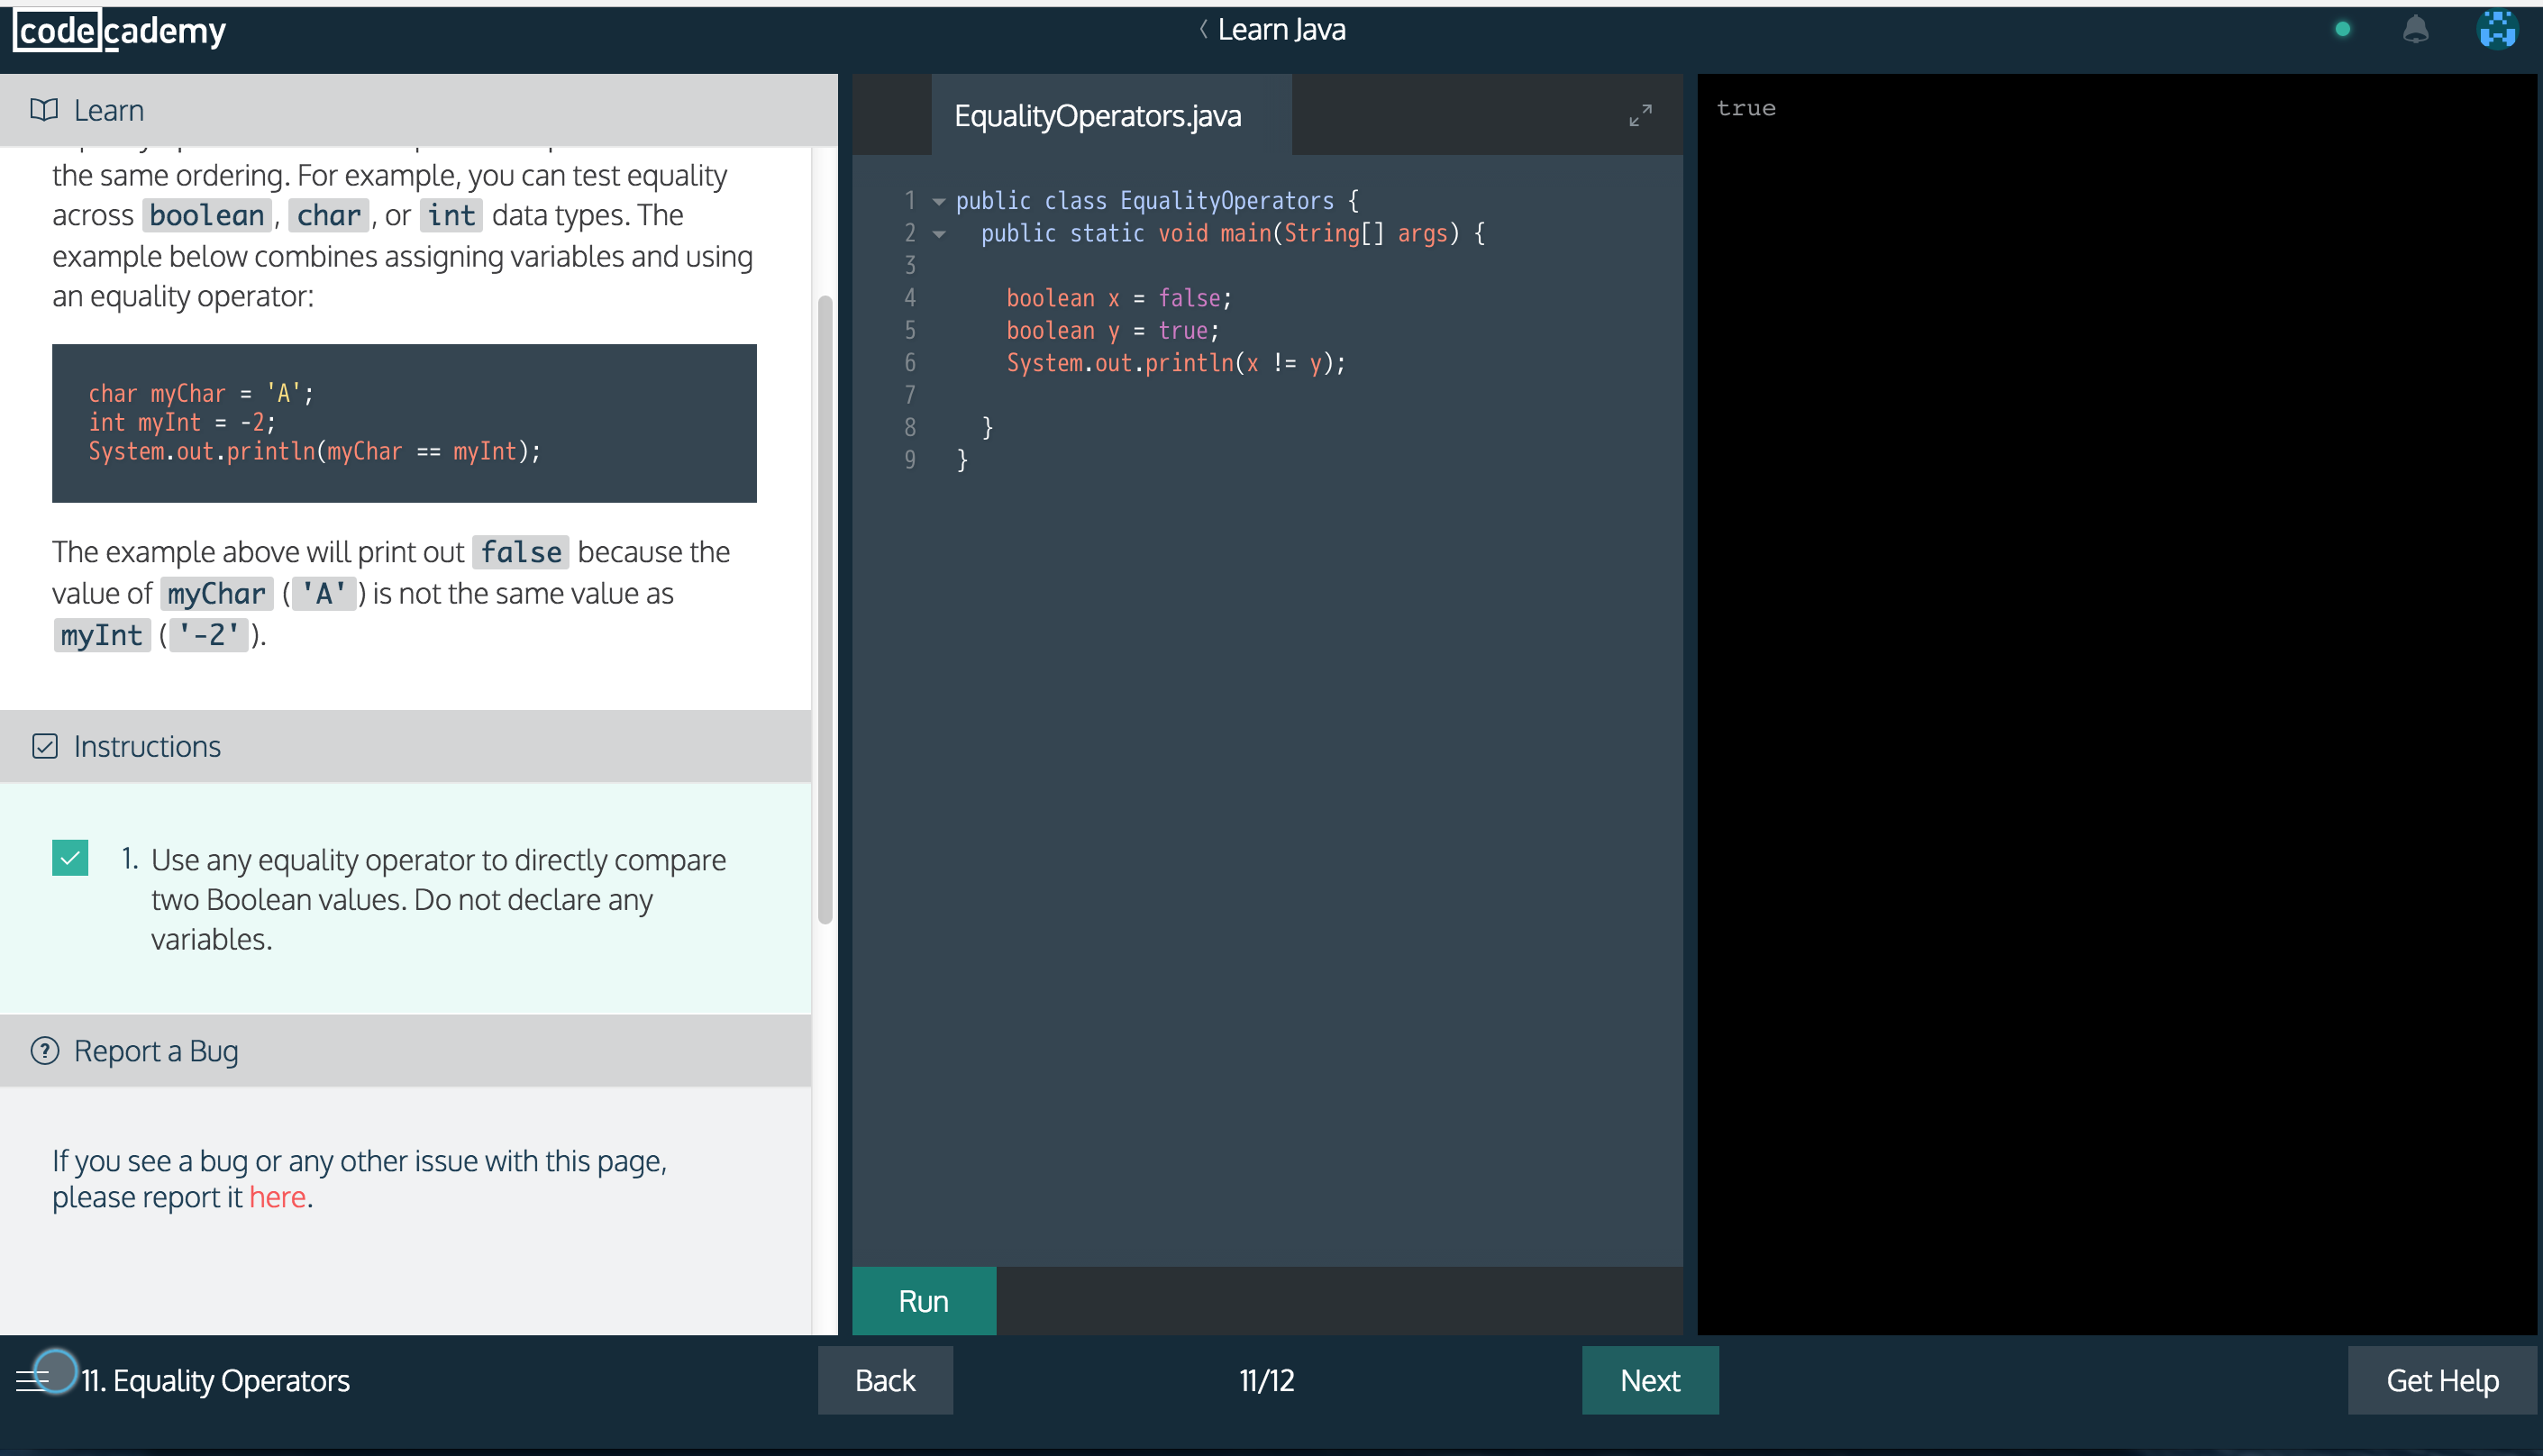 codecademy
Learn Java
Learn
the same ordering. For example, you can test equality
across boolean, char, or int data types. The
example below combines assigning variables and using
an equality operator:
char myChar = 'A';
int myInt = -2;
System.out.println(myChar == myInt);
The example above will print out false because the
value of myChar ('A') is not the same value as
myInt ('-2').
Instructions
1. Use any equality operator to directly compare
two Boolean values. Do not declare any
variables.
Report a Bug
If you see a bug or any other issue with this page,
please report it here.
EqualityOperators.java
1 public class EqualityOperators {
2 public static void main(String[] args) {
3
4 boolean x = false;
5 boolean y = true;
6 System.out.println(x != y);
7
8 }
9 }
Run
true
11. Equality Operators
Back
11/12
Next
Get Help